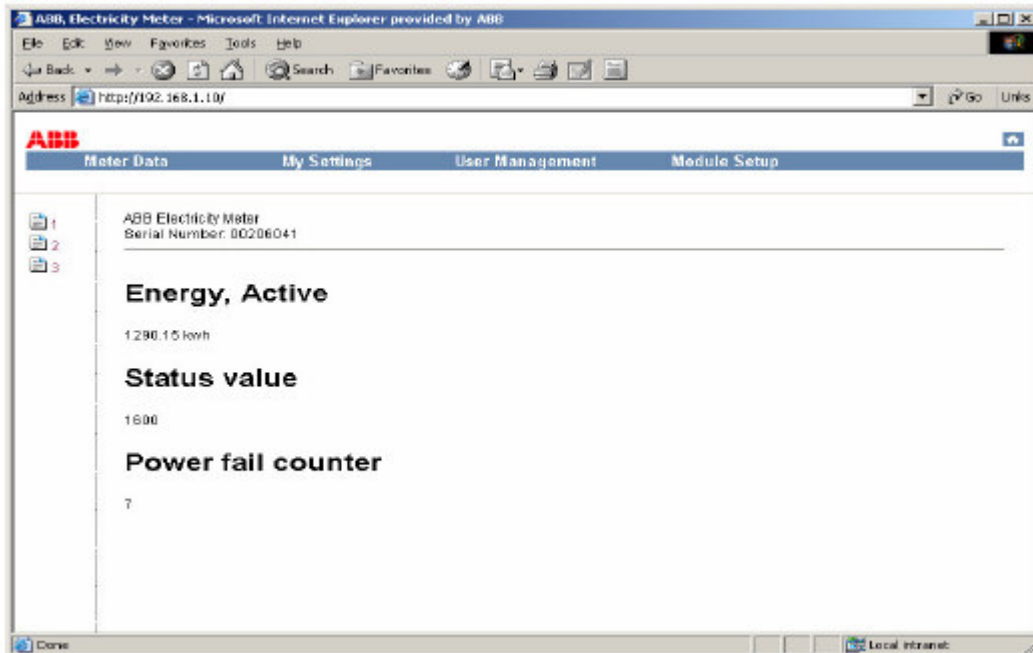 ABB, Electricity Meter - Microsoft Internet Explorer provided by ABB
File Edit View Favorites Tools Help
Back Search Favorites
Address http://192.168.1.10/ Go Links
ABB
Meter Data My Settings User Management Module Setup
1
2
3
ABB Electricity Meter
Serial Number: 00206041
Energy, Active
1290.15 kwh
Status value
1600
Power fail counter
7
Done Local intranet